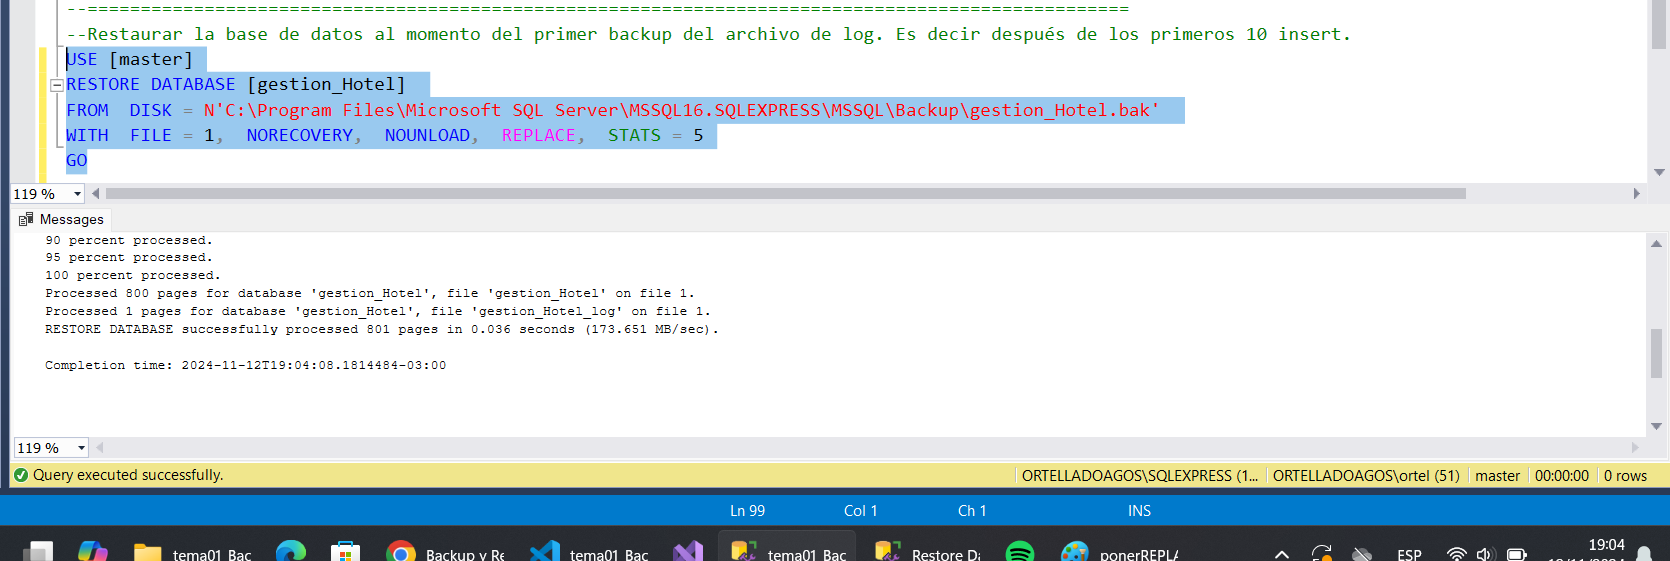 --===================================================================================================
--Restaurar la base de datos al momento del primer backup del archivo de log. Es decir después de los primeros 10 insert.
USE [master]
RESTORE DATABASE [gestion_Hotel]
FROM  DISK = N'C:\Program Files\Microsoft SQL Server\MSSQL16.SQLEXPRESS\MSSQL\Backup\gestion_Hotel.bak'
WITH  FILE = 1,  NORECOVERY,  NOUNLOAD,  REPLACE,  STATS = 5
GO
119 %
Messages
90 percent processed.
95 percent processed.
100 percent processed.
Processed 800 pages for database 'gestion_Hotel', file 'gestion_Hotel' on file 1.
Processed 1 pages for database 'gestion_Hotel', file 'gestion_Hotel_log' on file 1.
RESTORE DATABASE successfully processed 801 pages in 0.036 seconds (173.651 MB/sec).
Completion time: 2024-11-12T19:04:08.1814484-03:00
119 %
Query executed successfully. ORTELLADOAGOS\SQLEXPRESS (1... ORTELLADOAGOS\ortel (51) master 00:00:00 0 rows
Ln 99 Col 1 Ch 1 INS
tema01_Bac Backup y Re tema01_Bac tema01_Bac Restore Da ponerREPLA ESP 19:04